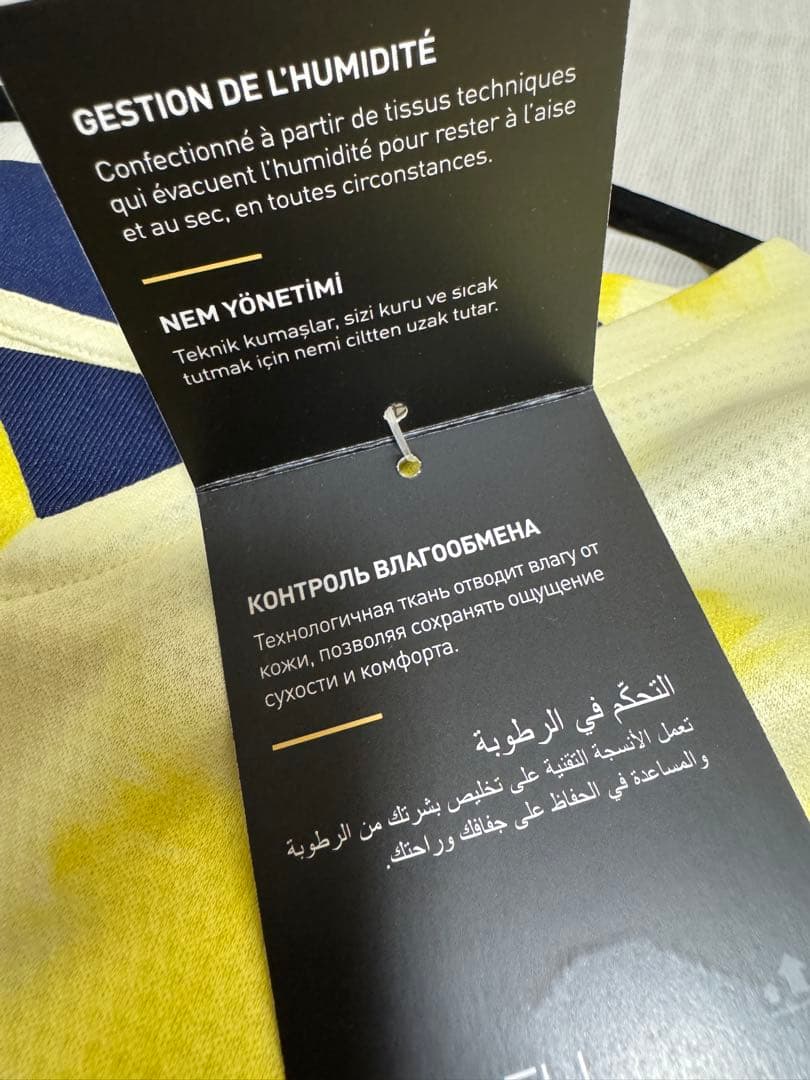 GESTION DE L'HUMIDITÉ
Confectionné à partir de tissus techniques
qui évacuent l'humidité pour rester à l'aise
et au sec, en toutes circonstances.
NEM YÖNETİMİ
Teknik kumaşlar, sizi kuru ve sıcak
tutmak için nemi ciltten uzak tutar.
КОНТРОЛЬ ВЛАГООБМЕНА
Технологичная ткань отводит влагу от
кожи, позволяя сохранять ощущение
сухости и комфорта.
التحكّم في الرطوبة
تعمل الأنسجة التقنية على تخليص بشرتك من الرطوبة
والمساعدة في الحفاظ على جفافك وراحتك.